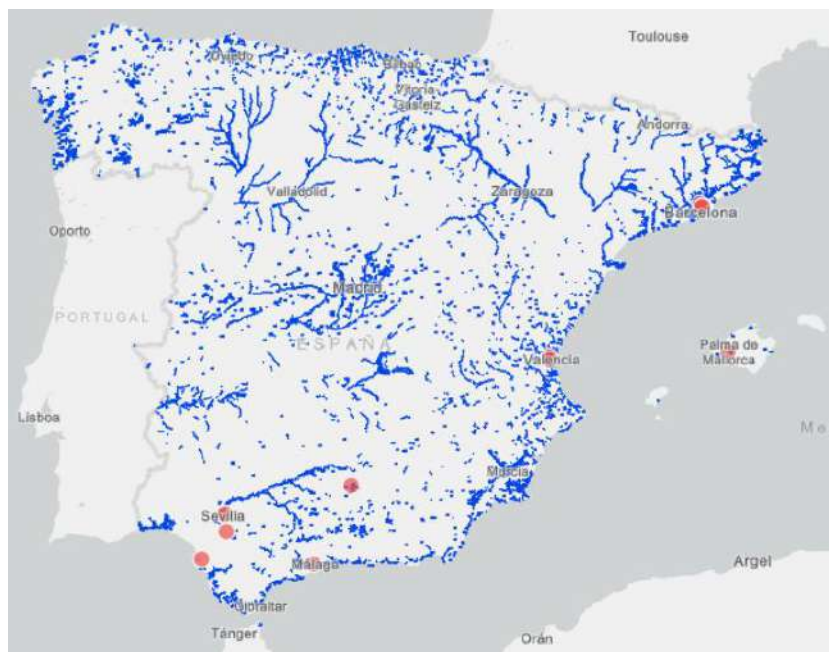 Toulouse
Oviedo
Bilbao
Vitoria
Gasteiz
Andorra
Valladolid
Zaragoza
Barcelona
Oporto
Madrid
PORTUGAL
ESPAÑA
Valencia
Palma de
Mallorca
Lisboa
Me
Murcia
Sevilla
Málaga
Argel
Gibraltar
Tánger
Orán